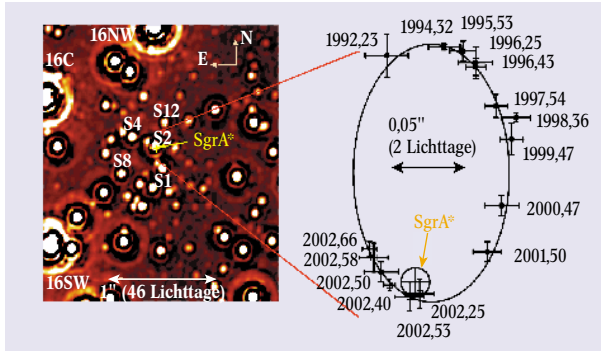 16NW
16C
N
E
S12
S4
S2
SgrA*
S8
S1
16SW
1" (46 Lichttage)
1992,23
1994,32
1995,53
1996,25
1996,43
1997,54
1998,36
1999,47
0,05"
(2 Lichttage)
2000,47
SgrA*
2001,50
2002,66
2002,58
2002,50
2002,40
2002,25
2002,53